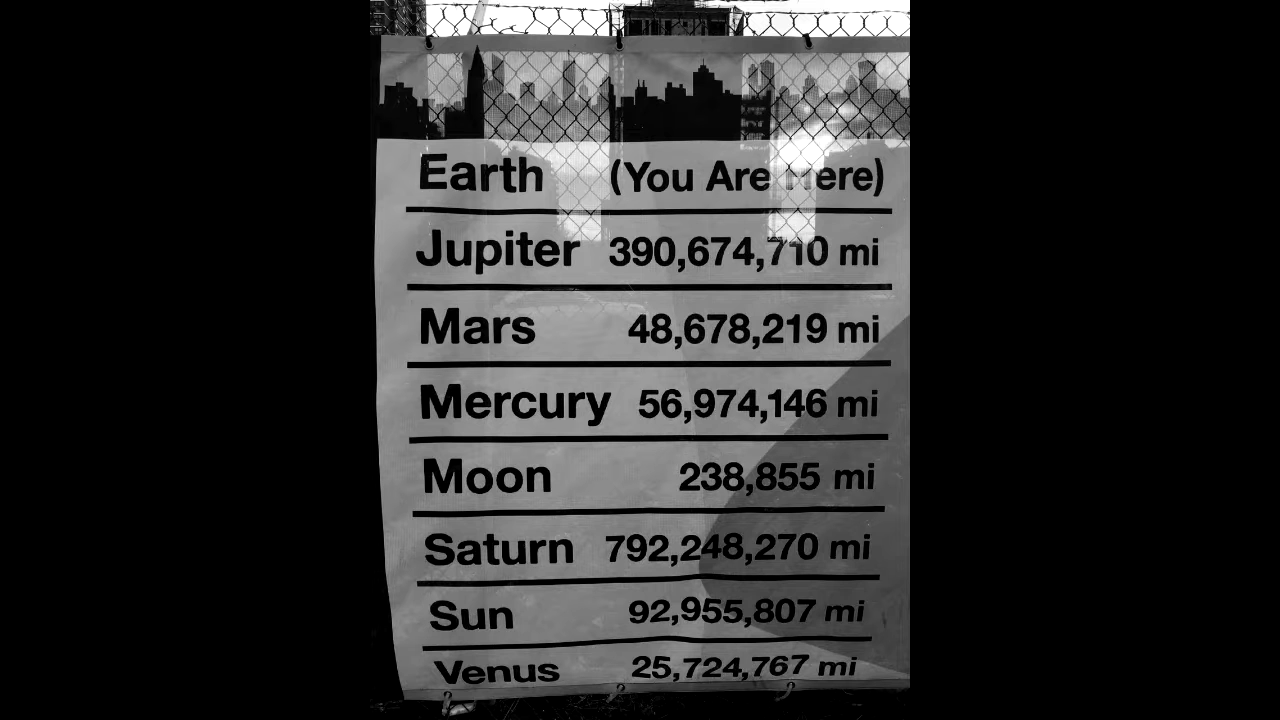 Earth (You Are Here)
Jupiter 390,674,710 mi
Mars 48,678,219 mi
Mercury 56,974,146 mi
Moon 238,855 mi
Saturn 792,248,270 mi
Sun 92,955,807 mi
Venus 25,724,767 mi